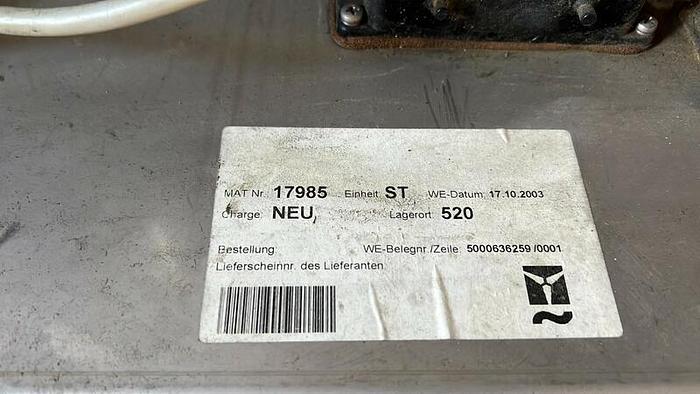 MAT Nr. 17985 Einheit: ST WE-Datum: 17.10.2003
Charge: NEU, Lagerort: 520
Bestellung: WE-Belegnr./Zeile: 5000636259 /0001
Lieferscheinnr. des Lieferanten: